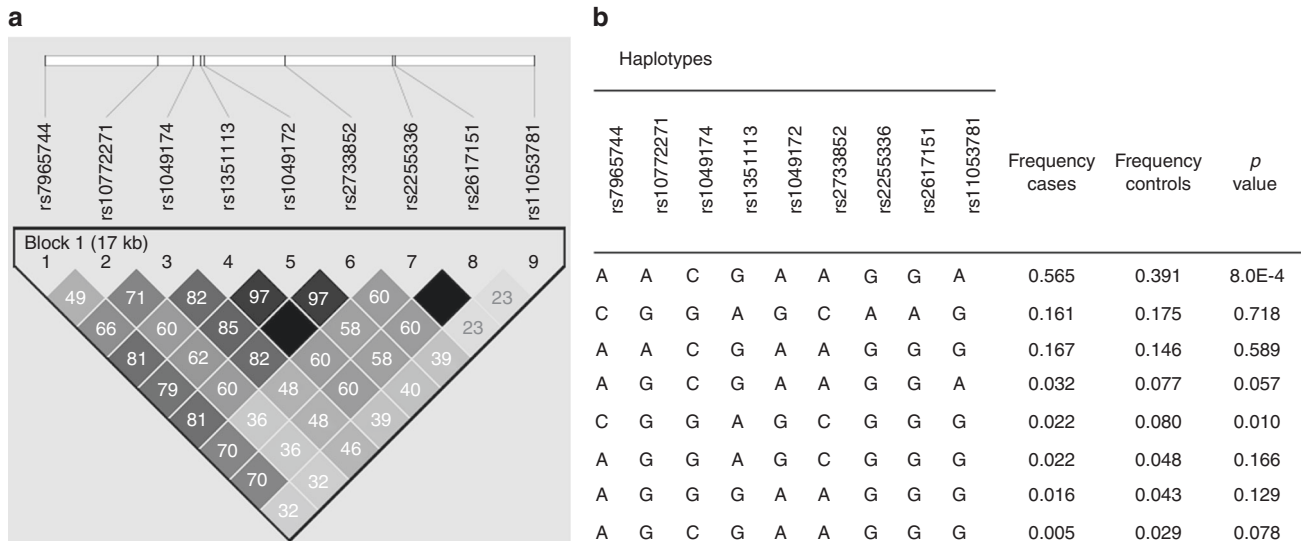 a
rs7965744 rs10772271 rs1049174 rs1351113 rs1049172 rs2733852 rs2255336 rs2617151 rs11053781
Block 1 (17 kb)
1 2 3 4 5 6 7 8 9
49 71 82 97 97 60 23
66 60 85 58 60 23
81 62 82 60 58 39
79 60 48 60 40
81 36 48 39
70 36 46
70 32
32
b
Haplotypes
rs7965744 rs10772271 rs1049174 rs1351113 rs1049172 rs2733852 rs2255336 rs2617151 rs11053781
Frequency cases
Frequency controls
p value
A A C G A A G G A 0.565 0.391 8.0E-4
C G G A G C A A G 0.161 0.175 0.718
A A C G A A G G G 0.167 0.146 0.589
A G C G A A G G A 0.032 0.077 0.057
C G G A G C G G G 0.022 0.080 0.010
A G G A G C G G G 0.022 0.048 0.166
A G G G A A G G G 0.016 0.043 0.129
A G C G A A G G G 0.005 0.029 0.078